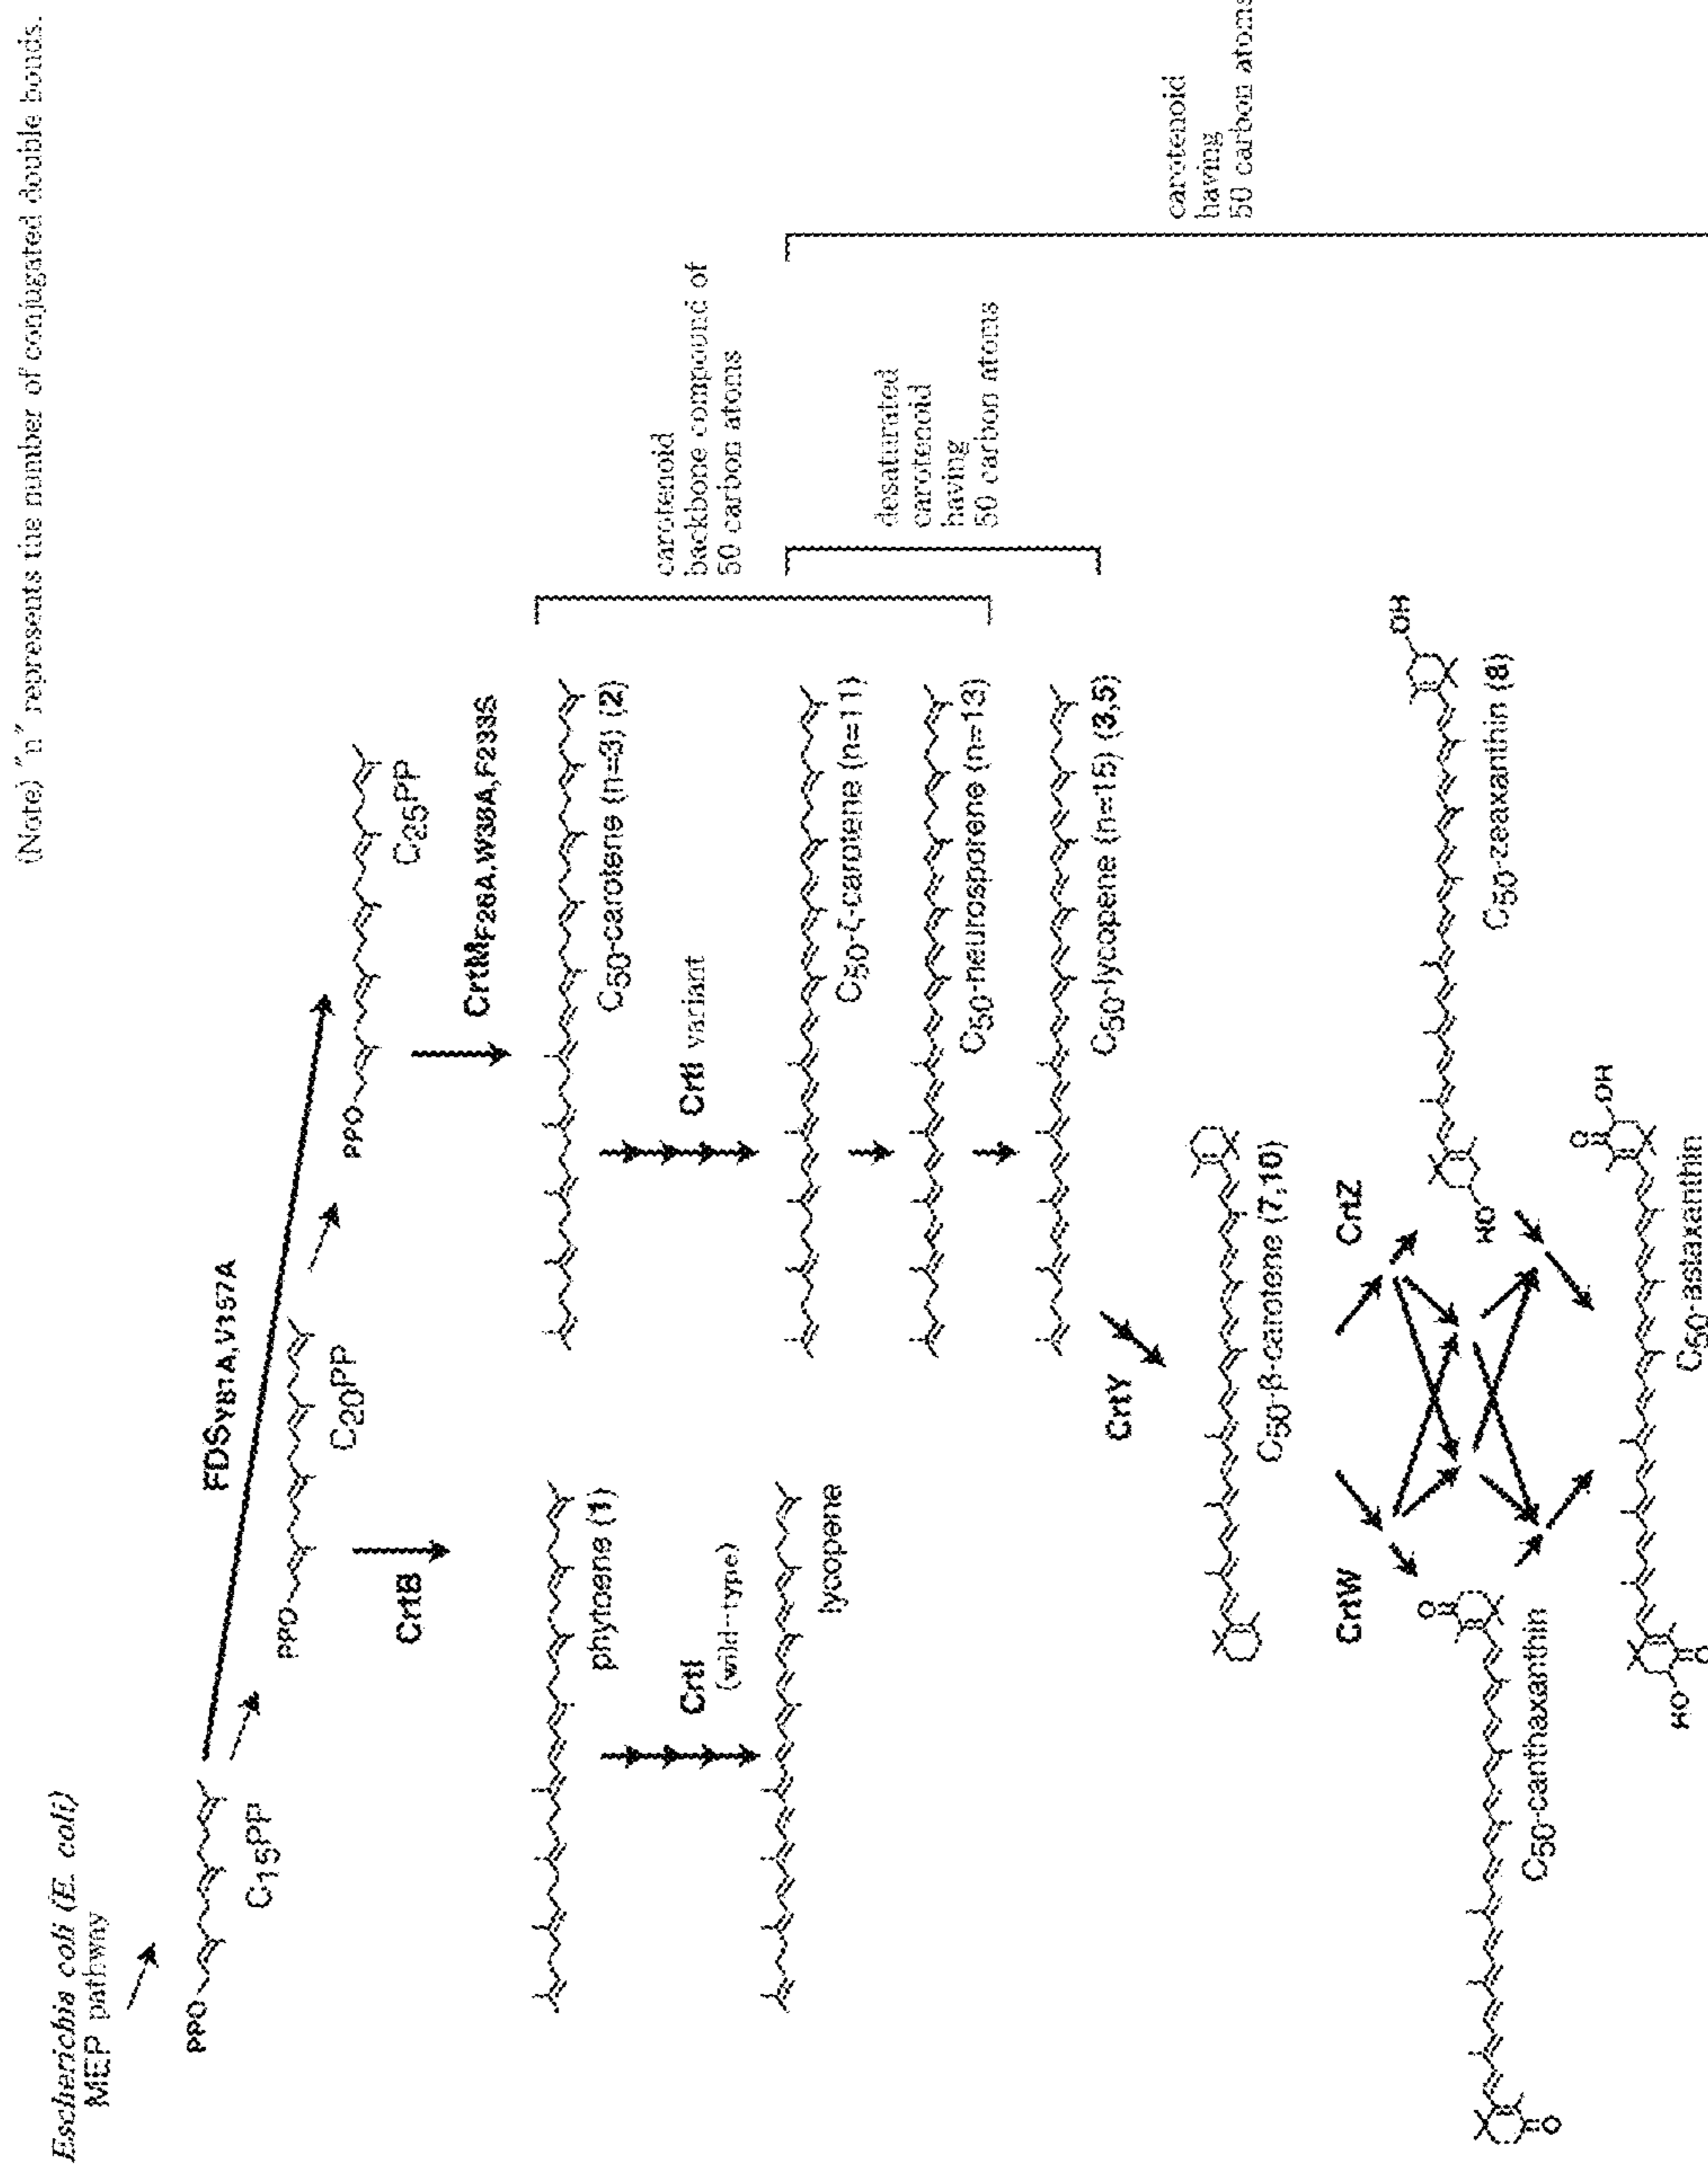 Escherichia coli (E. coli)
MEP pathway
(Note) "n" represents the number of conjugated double bonds.
PPO
C15PP
FDSY81A,V157A
PPO
C20PP
PPO
C25PP
CrtB
CrtMF26A,W38A,F233S
phytoene (1)
C50-carotene (n=3) (2)
carotenoid
backbone compound of
50 carbon atoms
CrtI
(wild-type)
CrtI variant
lycopene
C50-ζ-carotene (n=11)
desaturated
carotenoid
having
50 carbon atoms
C50-neurosporene (n=13)
C50-lycopene (n=15) (3,5)
CrtY
carotenoid
having
50 carbon atoms
C50-β-carotene (7,10)
CrtW
CrtZ
O
OH
HO
C50-zeaxanthin (8)
O
C50-canthaxanthin
O
OH
HO
O
C50-astaxanthin